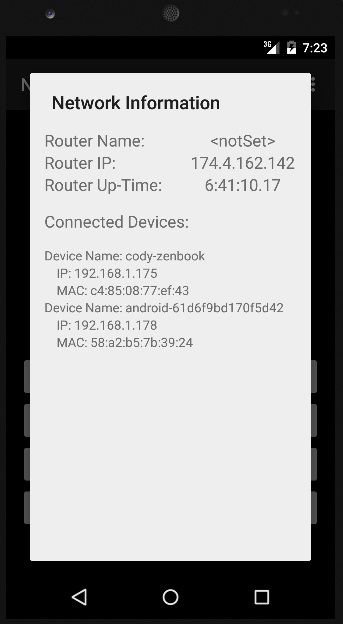 3G 7:23
N
Network Information
Router Name: <notSet>
Router IP: 174.4.162.142
Router Up-Time: 6:41:10.17
Connected Devices:
Device Name: cody-zenbook
IP: 192.168.1.175
MAC: c4:85:08:77:ef:43
Device Name: android-61d6f9bd170f5d42
IP: 192.168.1.178
MAC: 58:a2:b5:7b:39:24